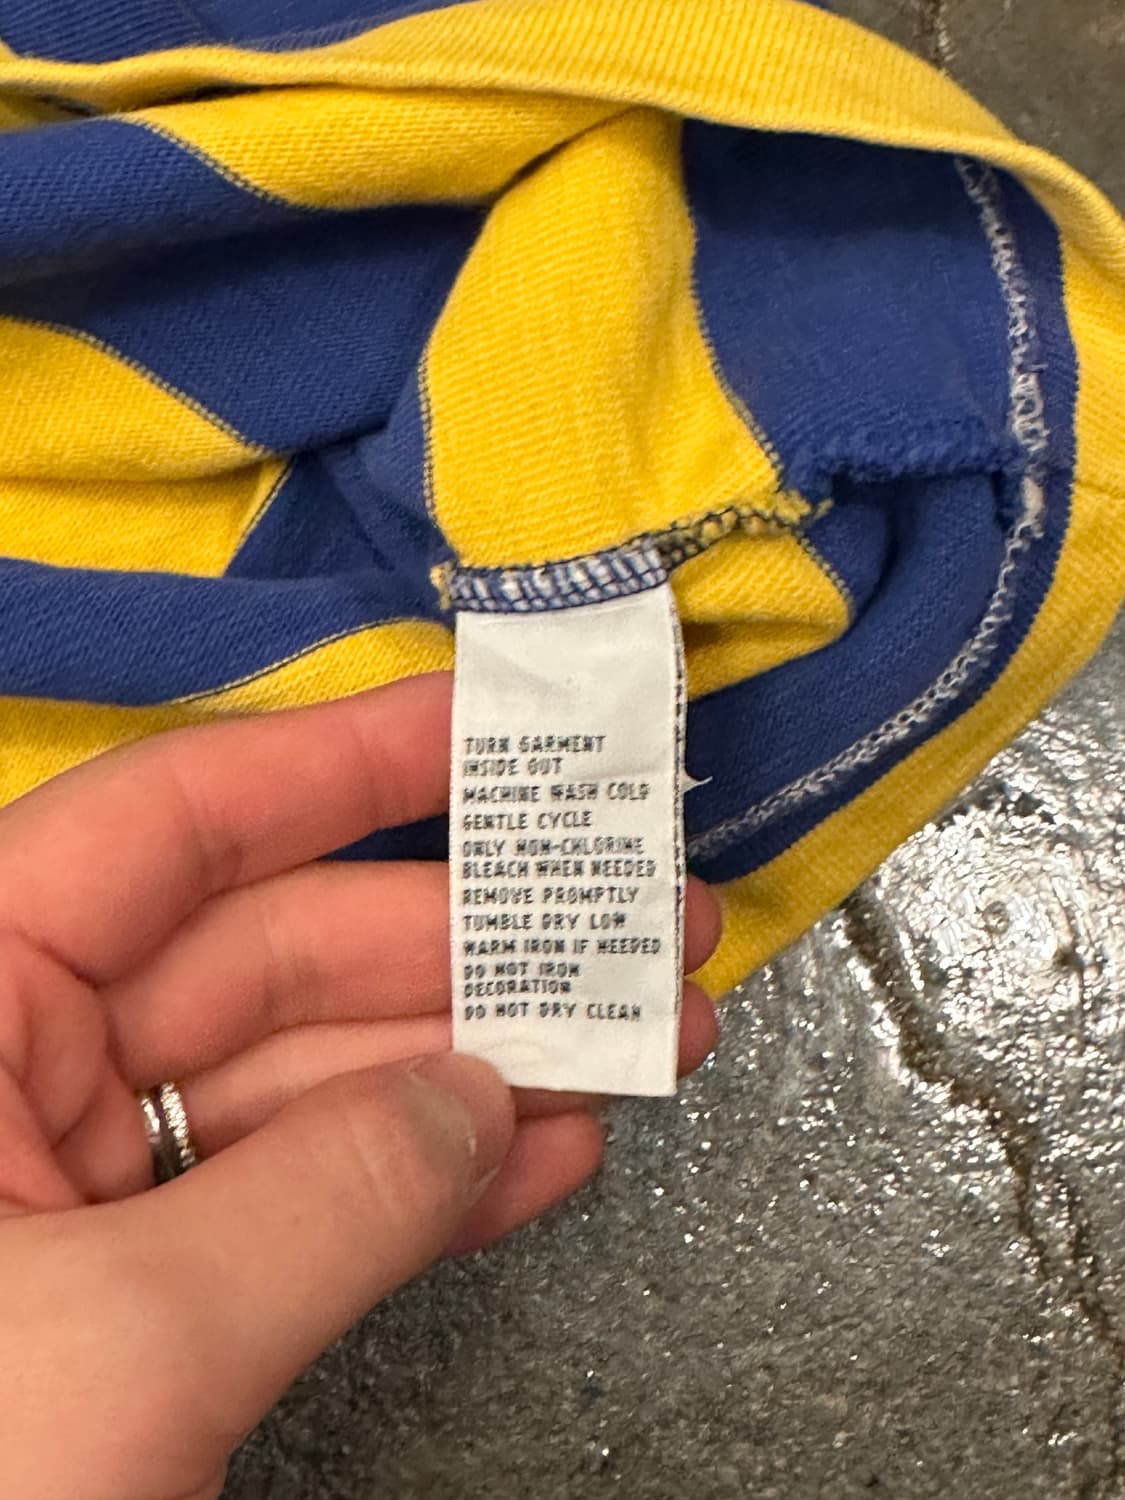 TURN GARMENT
INSIDE OUT
MACHINE WASH COLD
GENTLE CYCLE
ONLY NON-CHLORINE
BLEACH WHEN NEEDED
REMOVE PROMPTLY
TUMBLE DRY LOW
WARM IRON IF NEEDED
DO NOT IRON
DECORATION
DO NOT DRY CLEAN